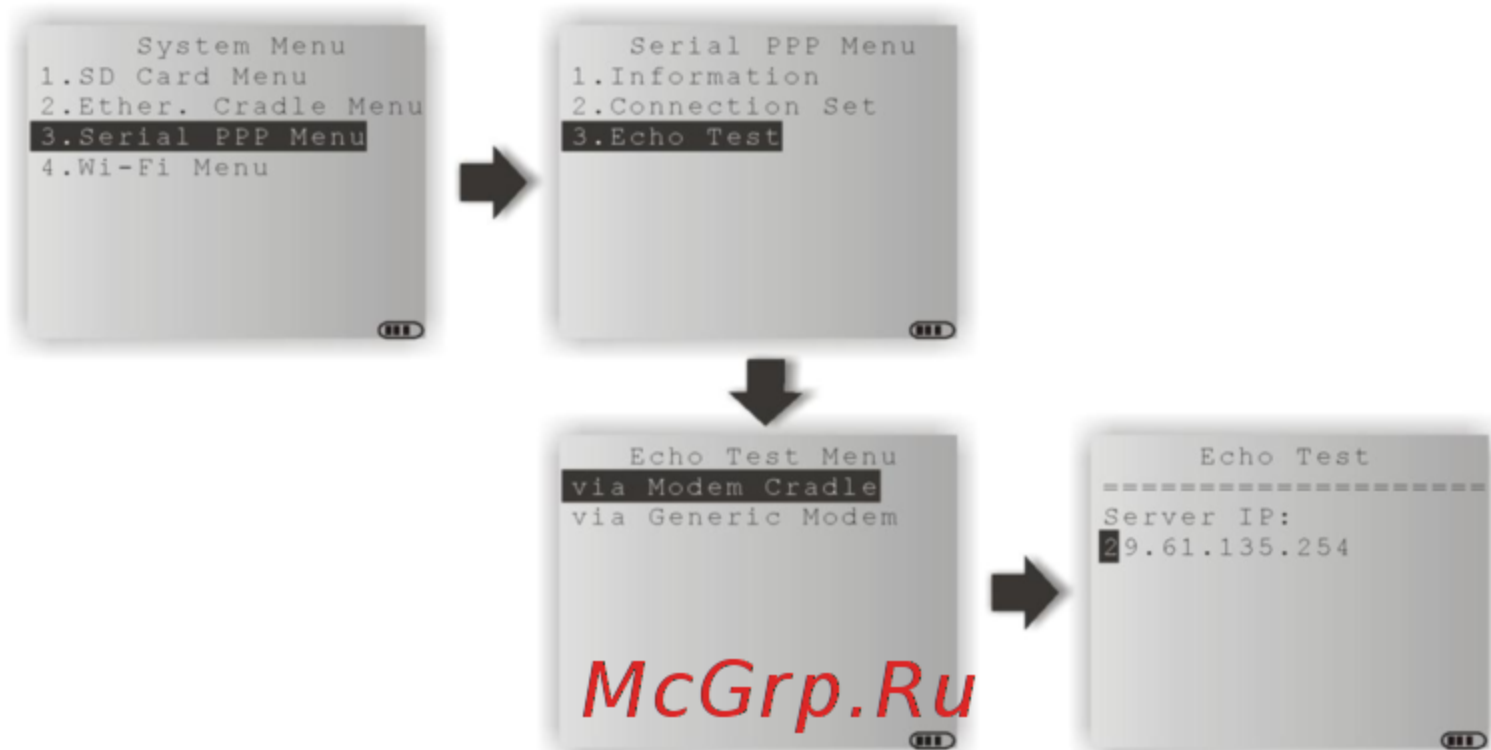 System Menu
1.SD Card Menu
2.Ether. Cradle Menu
3.Serial PPP Menu
4.Wi-Fi Menu
Serial PPP Menu
1.Information
2.Connection Set
3.Echo Test
Echo Test Menu
via Modem Cradle
via Generic Modem
Echo Test
====================
Server IP:
29.61.135.254
McGrp.Ru